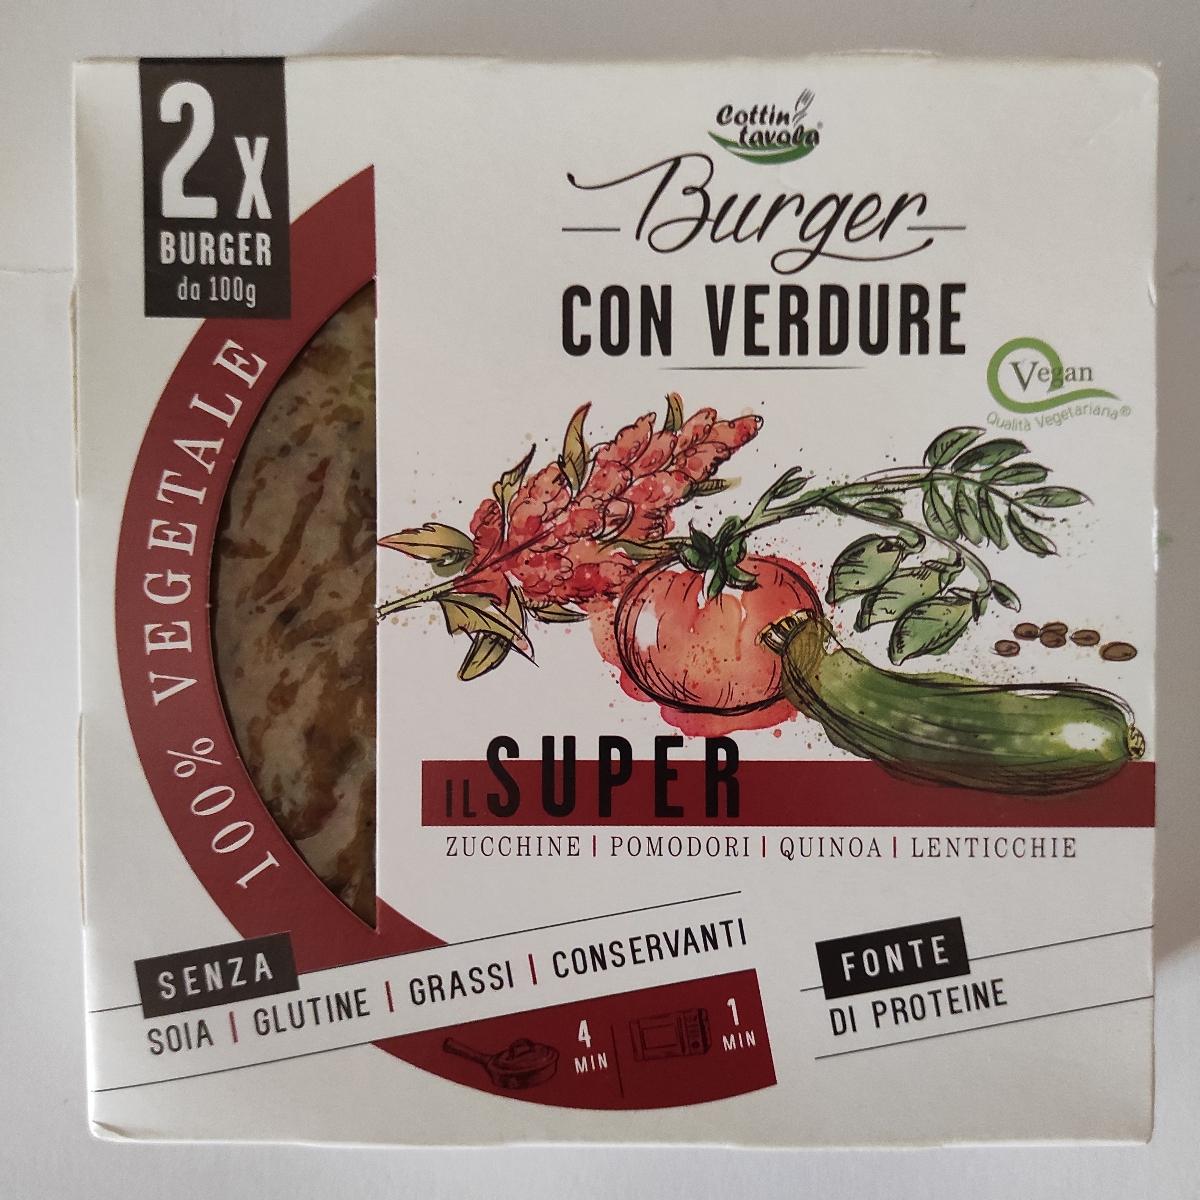 2x
BURGER
da 100g
Cottin
tavola®
Burger
CON VERDURE
Vegan
Qualità Vegetariana®
100% VEGETALE
IL SUPER
ZUCCHINE | POMODORI | QUINOA | LENTICCHIE
SENZA
SOIA | GLUTINE | GRASSI | CONSERVANTI
FONTE
DI PROTEINE
4
MIN
1
MIN